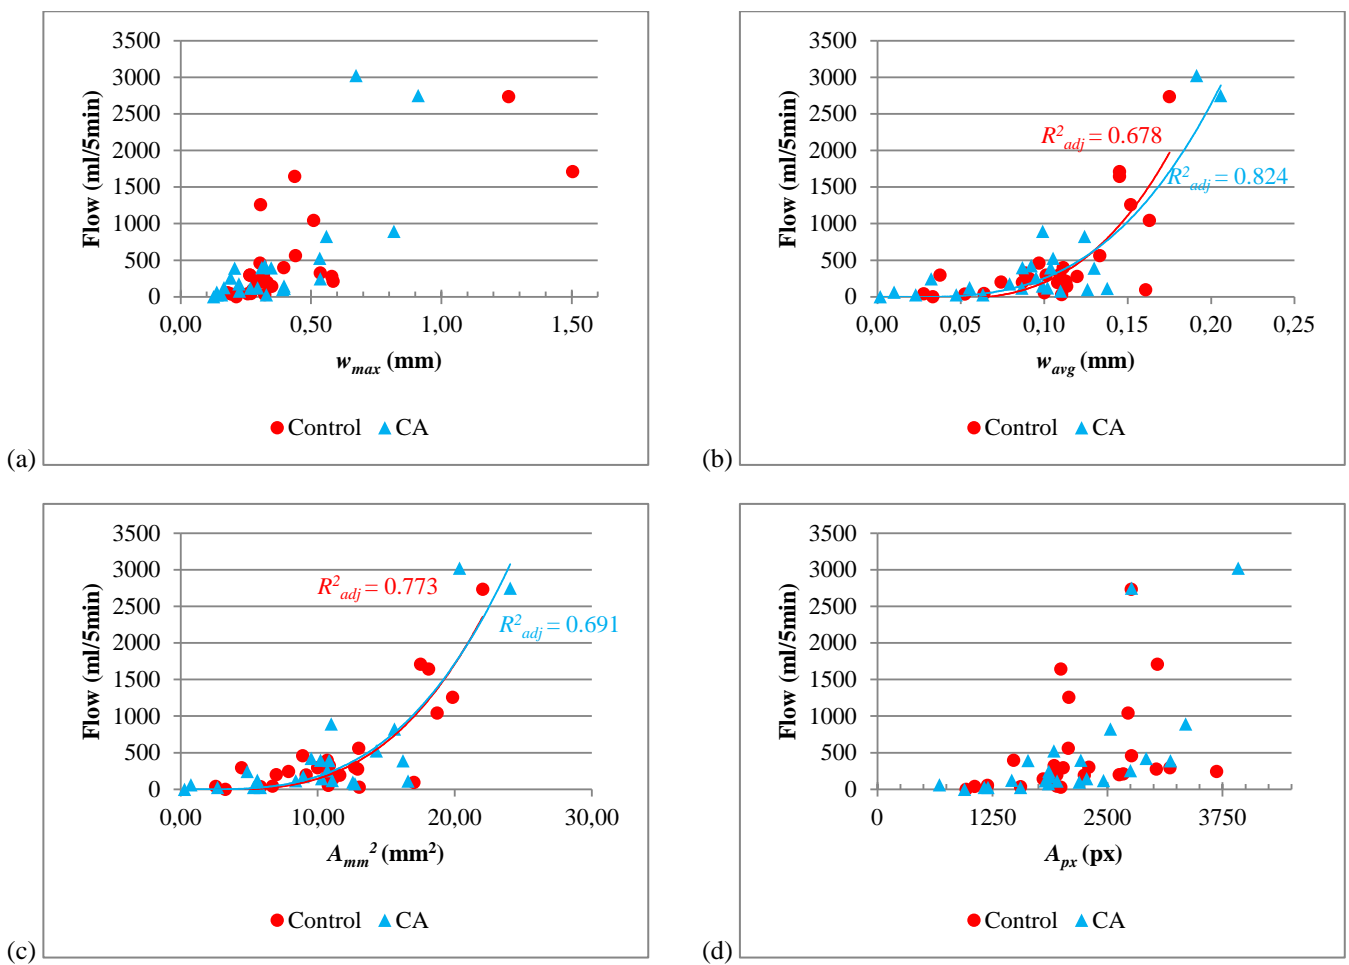 3500
3000
2500
2000
1500
1000
500
0
Flow (ml/5min)
0,00 0,50 1,00 1,50
w_max (mm)
Control CA
(a)
3500
3000
2500
2000
1500
1000
500
0
Flow (ml/5min)
R²_adj = 0.678
R²_adj = 0.824
0,00 0,05 0,10 0,15 0,20 0,25
w_avg (mm)
Control CA
(b)
3500
3000
2500
2000
1500
1000
500
0
Flow (ml/5min)
R²_adj = 0.773
R²_adj = 0.691
0,00 10,00 20,00 30,00
A_mm² (mm²)
Control CA
(c)
3500
3000
2500
2000
1500
1000
500
0
Flow (ml/5min)
0 1250 2500 3750
A_px (px)
Control CA
(d)